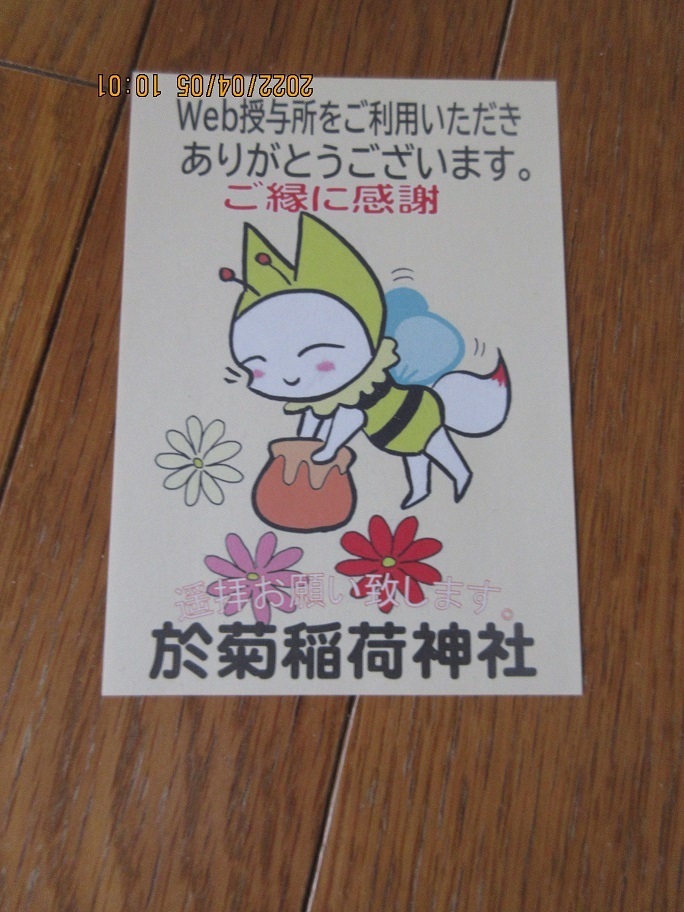 2022/04/05 10:01
Web授与所をご利用いただき
ありがとうございます。
ご縁に感謝
遥拝お願い致します。
於菊稲荷神社